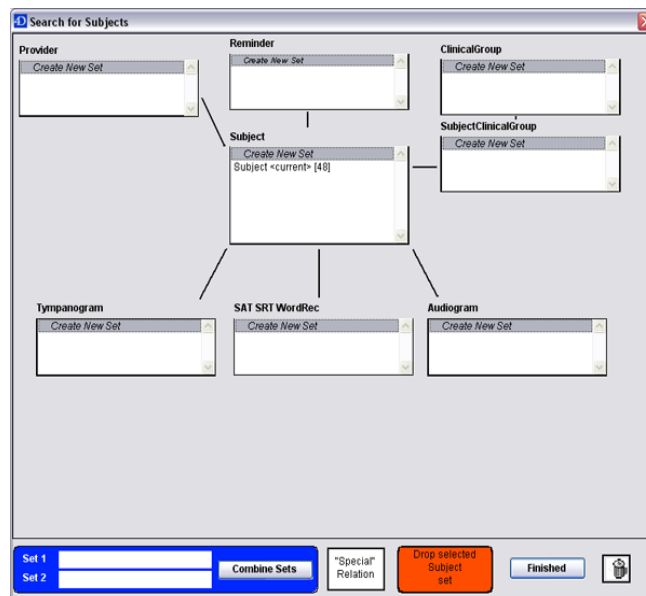 Search for Subjects
Provider
Create New Set
Reminder
Create New Set
ClinicalGroup
Create New Set
SubjectClinicalGroup
Create New Set
Subject
Create New Set
Subject <current> [48]
Tympanogram
Create New Set
SAT SRT WordRec
Create New Set
Audiogram
Create New Set
Set 1
Set 2
Combine Sets
"Special"
Relation
Drop selected
Subject
set
Finished